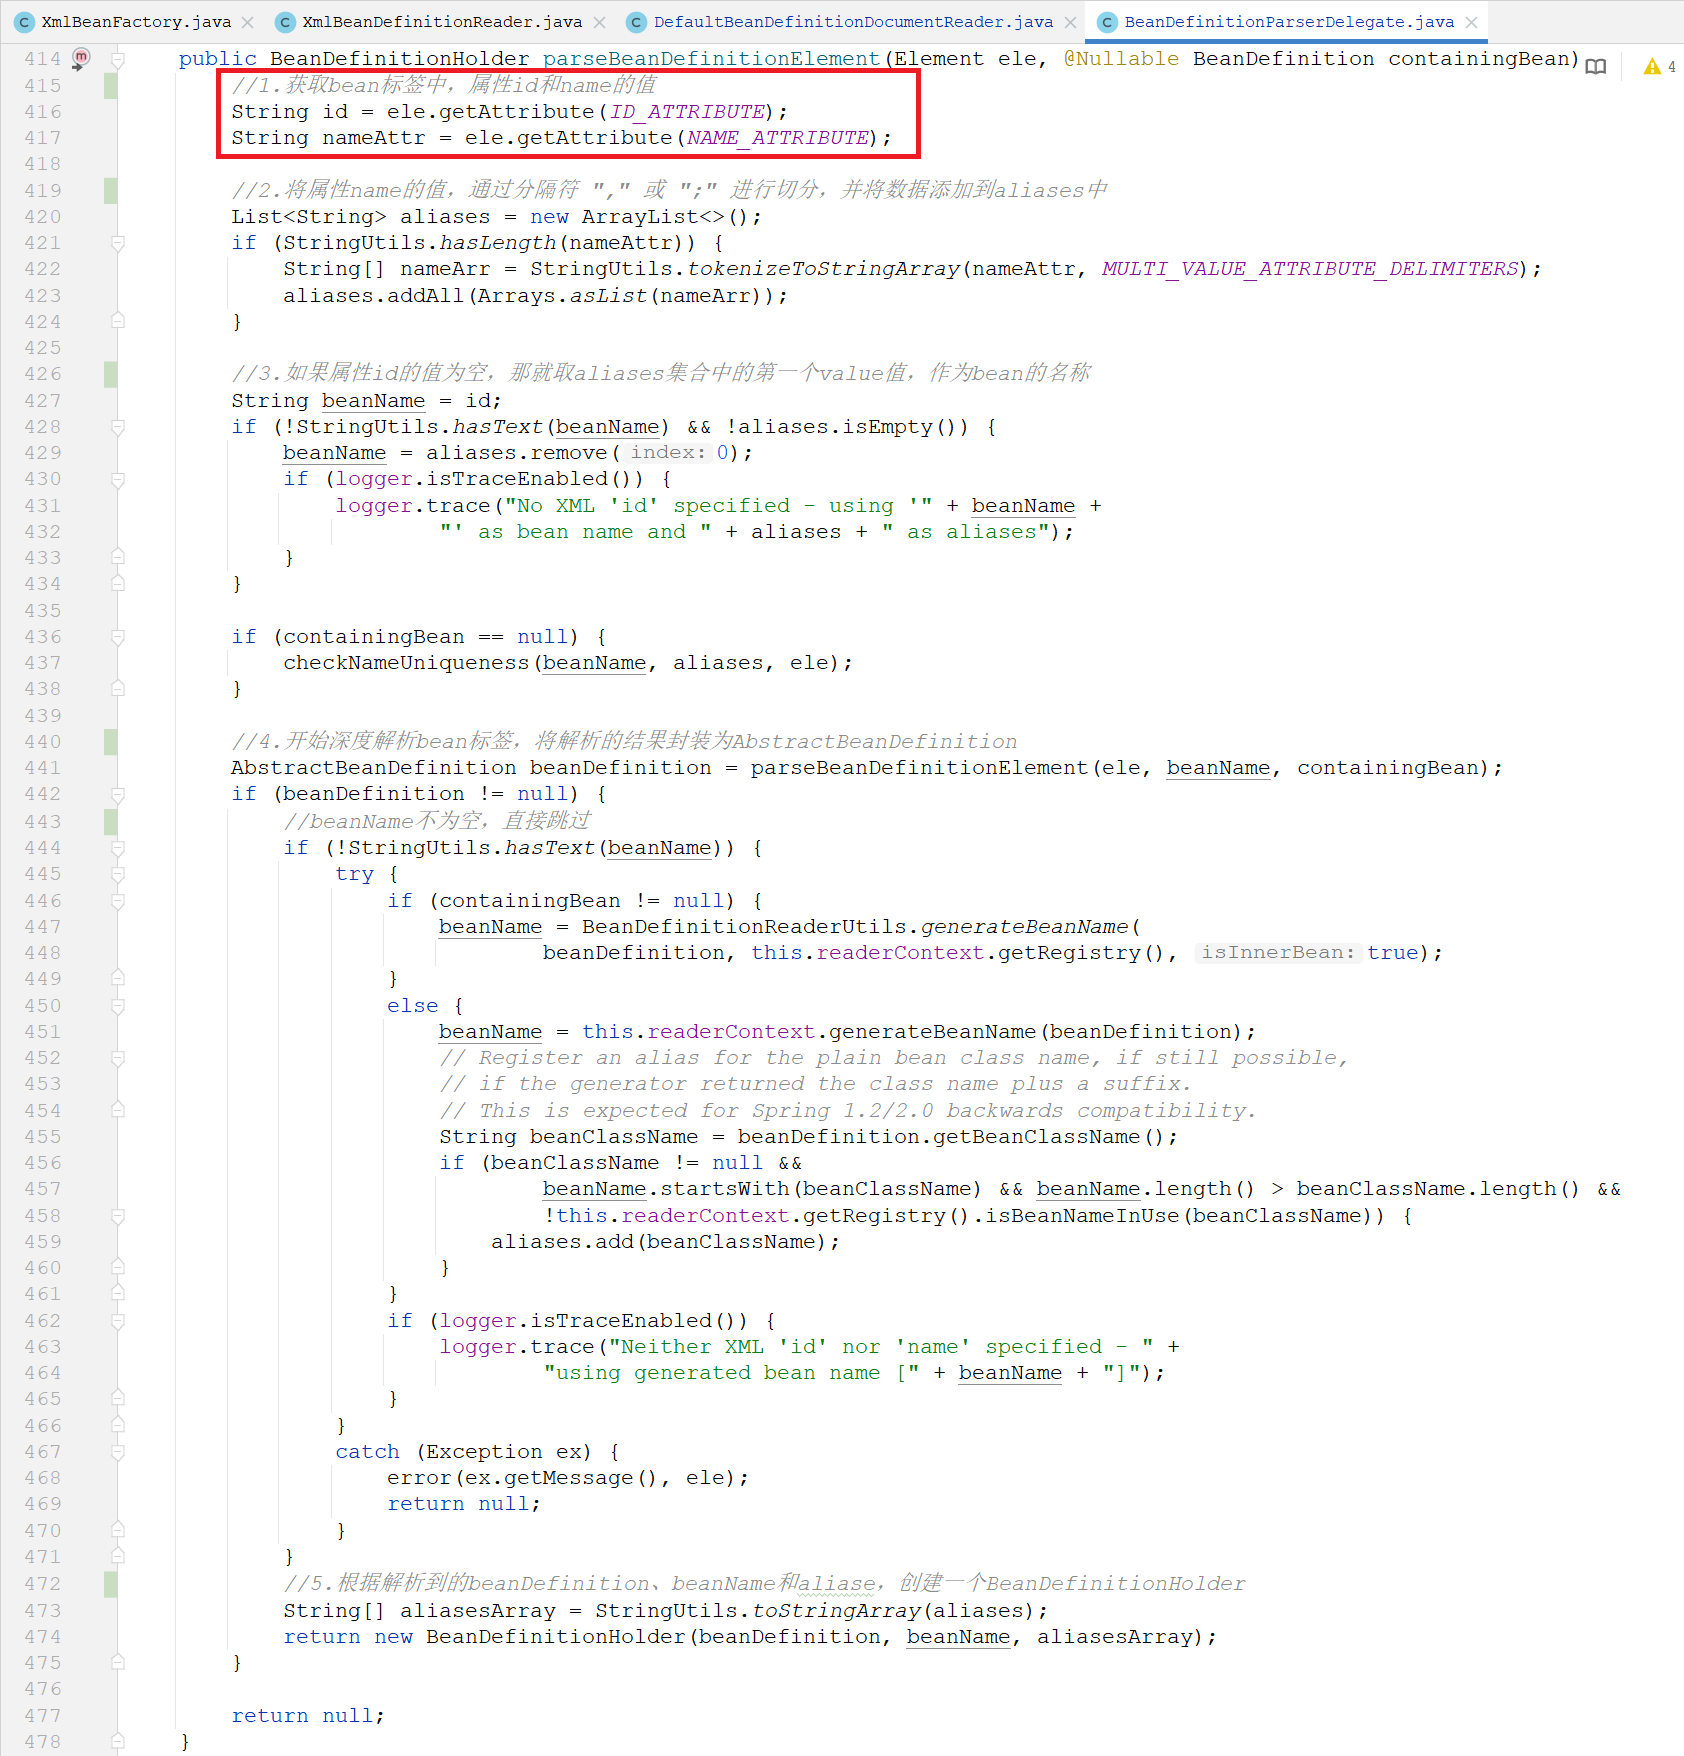 XmlBeanFactory.java XmlBeanDefinitionReader.java DefaultBeanDefinitionDocumentReader.java BeanDefinitionParserDelegate.java
414 public BeanDefinitionHolder parseBeanDefinitionElement(Element ele, @Nullable BeanDefinition containingBean) 4
415 //1.获取bean标签中，属性id和name的值
416 String id = ele.getAttribute(ID_ATTRIBUTE);
417 String nameAttr = ele.getAttribute(NAME_ATTRIBUTE);
418
419 //2.将属性name的值，通过分隔符 "," 或 ";" 进行切分，并将数据添加到aliases中
420 List<String> aliases = new ArrayList<>();
421 if (StringUtils.hasLength(nameAttr)) {
422 String[] nameArr = StringUtils.tokenizeToStringArray(nameAttr, MULTI_VALUE_ATTRIBUTE_DELIMITERS);
423 aliases.addAll(Arrays.asList(nameArr));
424 }
425
426 //3.如果属性id的值为空，那就取aliases集合中的第一个value值，作为bean的名称
427 String beanName = id;
428 if (!StringUtils.hasText(beanName) && !aliases.isEmpty()) {
429 beanName = aliases.remove( index: 0);
430 if (logger.isTraceEnabled()) {
431 logger.trace("No XML 'id' specified - using '" + beanName +
432 "' as bean name and " + aliases + " as aliases");
433 }
434 }
435
436 if (containingBean == null) {
437 checkNameUniqueness(beanName, aliases, ele);
438 }
439
440 //4.开始深度解析bean标签，将解析的结果封装为AbstractBeanDefinition
441 AbstractBeanDefinition beanDefinition = parseBeanDefinitionElement(ele, beanName, containingBean);
442 if (beanDefinition != null) {
443 //beanName不为空，直接跳过
444 if (!StringUtils.hasText(beanName)) {
445 try {
446 if (containingBean != null) {
447 beanName = BeanDefinitionReaderUtils.generateBeanName(
448 beanDefinition, this.readerContext.getRegistry(), isInnerBean: true);
449 }
450 else {
451 beanName = this.readerContext.generateBeanName(beanDefinition);
452 // Register an alias for the plain bean class name, if still possible,
453 // if the generator returned the class name plus a suffix.
454 // This is expected for Spring 1.2/2.0 backwards compatibility.
455 String beanClassName = beanDefinition.getBeanClassName();
456 if (beanClassName != null &&
457 beanName.startsWith(beanClassName) && beanName.length() > beanClassName.length() &&
458 !this.readerContext.getRegistry().isBeanNameInUse(beanClassName)) {
459 aliases.add(beanClassName);
460 }
461 }
462 if (logger.isTraceEnabled()) {
463 logger.trace("Neither XML 'id' nor 'name' specified - " +
464 "using generated bean name [" + beanName + "]");
465 }
466 }
467 catch (Exception ex) {
468 error(ex.getMessage(), ele);
469 return null;
470 }
471 }
472 //5.根据解析到的beanDefinition、beanName和aliase，创建一个BeanDefinitionHolder
473 String[] aliasesArray = StringUtils.toStringArray(aliases);
474 return new BeanDefinitionHolder(beanDefinition, beanName, aliasesArray);
475 }
476
477 return null;
478 }